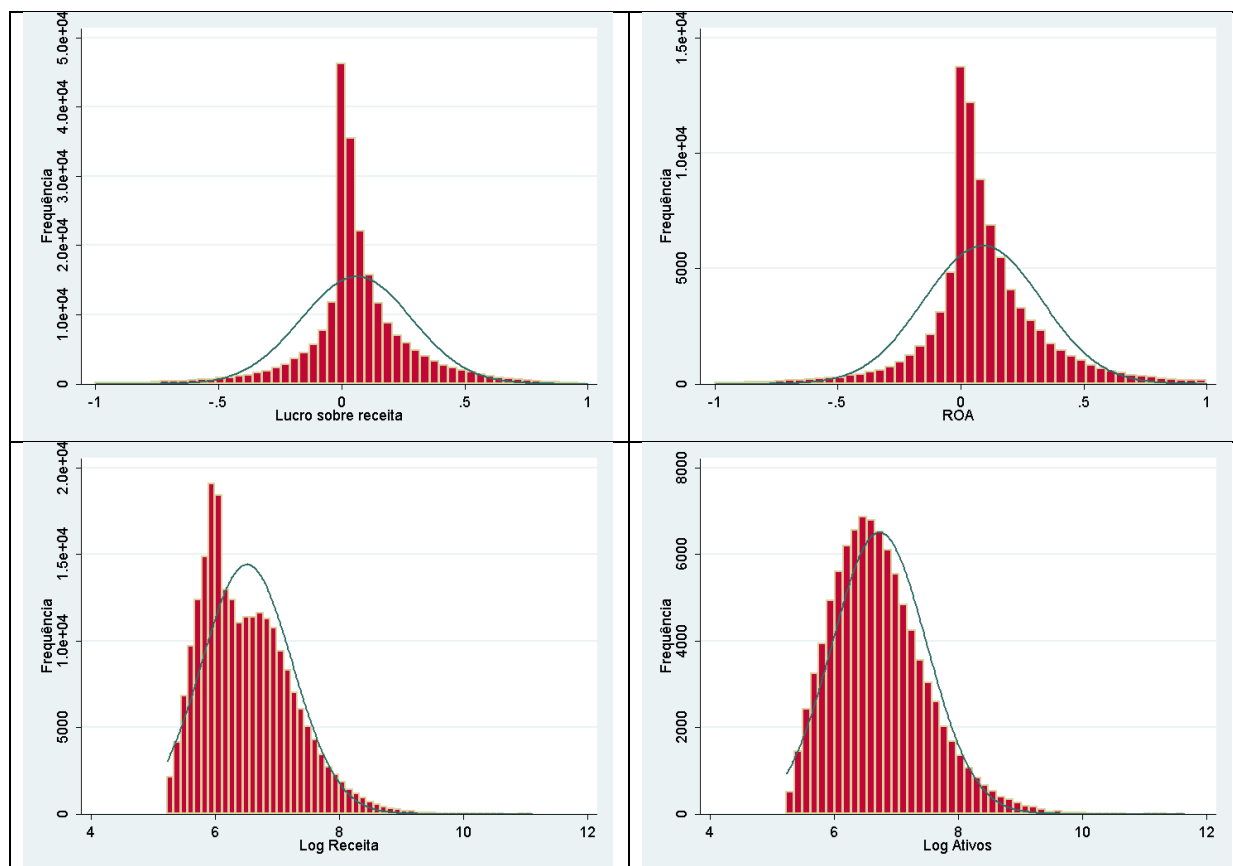 5.0e+04
4.0e+04
3.0e+04
2.0e+04
1.0e+04
0
Frequência
-1 -.5 0 .5 1
Lucro sobre receita
1.5e+04
1.0e+04
5000
0
Frequência
-1 -.5 0 .5 1
ROA
2.0e+04
1.5e+04
1.0e+04
5000
0
Frequência
4 6 8 10 12
Log Receita
8000
6000
4000
2000
0
Frequência
4 6 8 10 12
Log Ativos